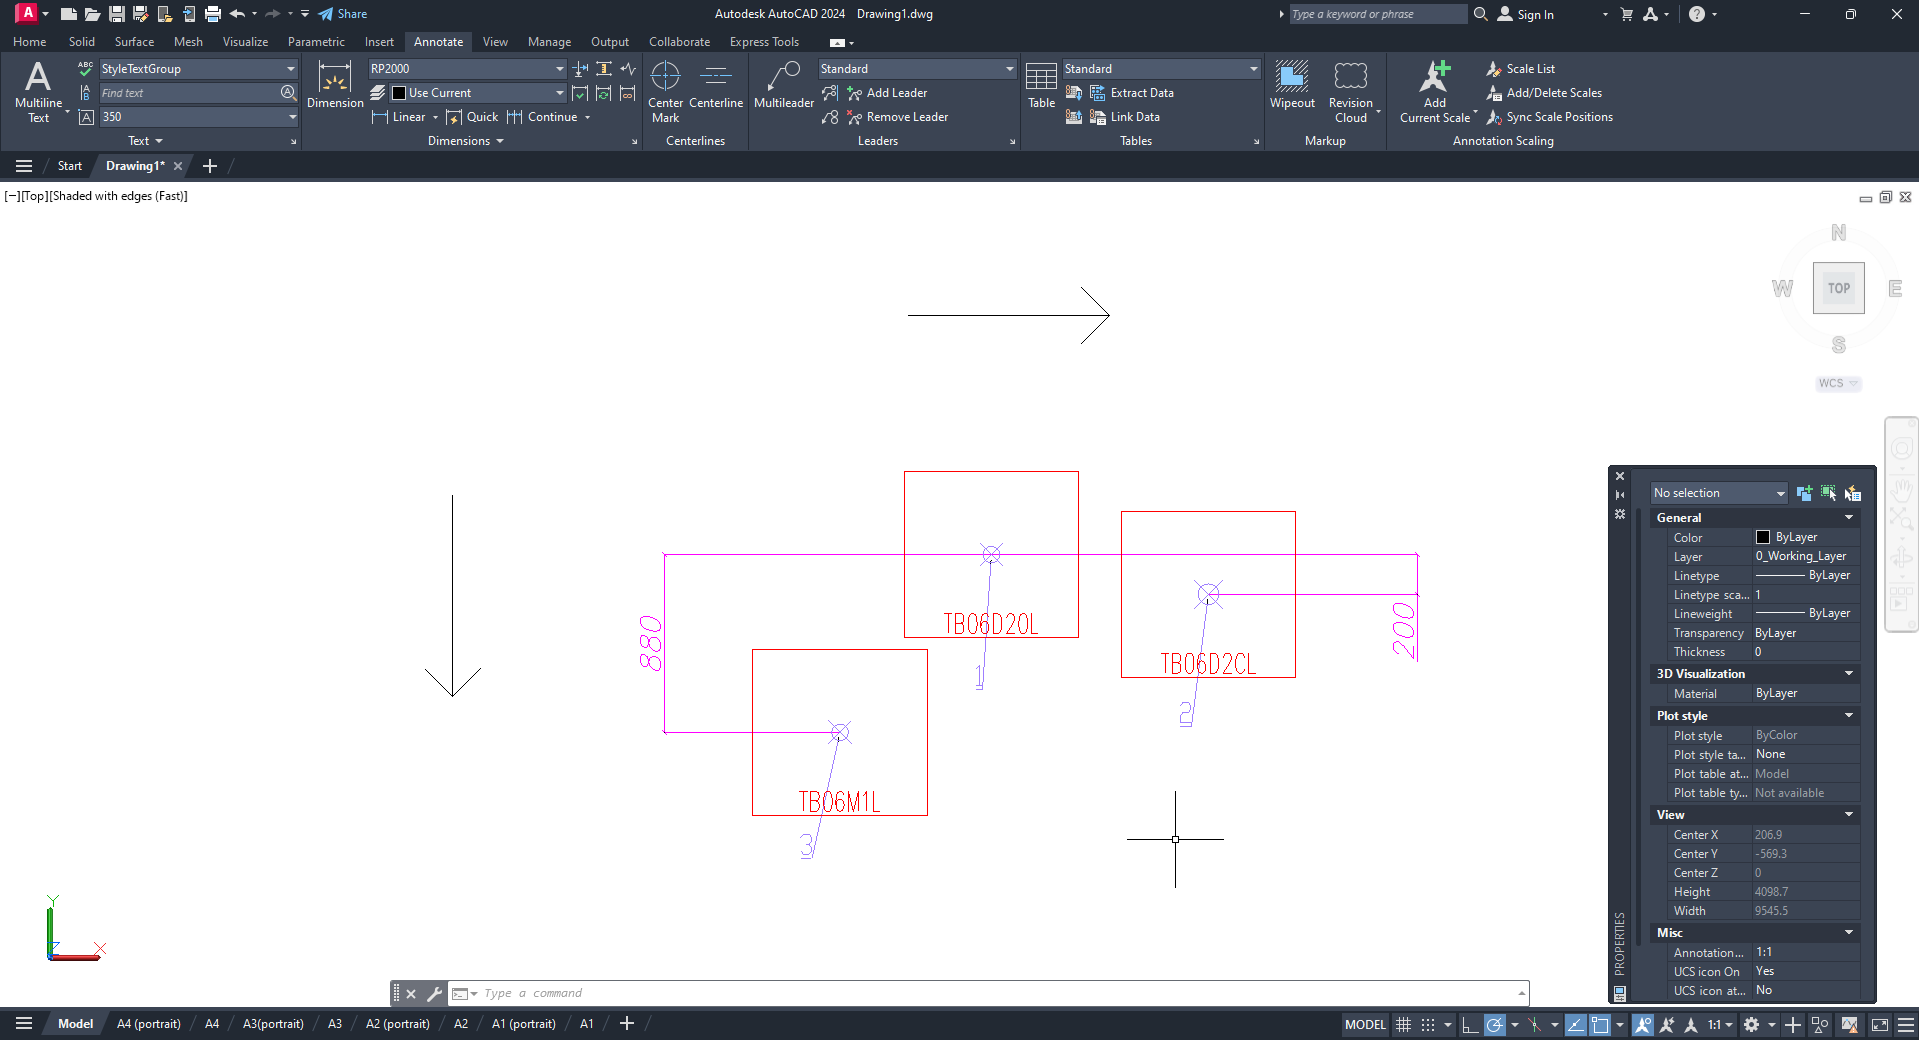 A Share Autodesk AutoCAD 2024 Drawing1.dwg Type a keyword or phrase Sign In
Home Solid Surface Mesh Visualize Parametric Insert Annotate View Manage Output Collaborate Express Tools
Multiline Text
ABC StyleTextGroup
Find text
350
Text
Dimension
RP2000
Use Current
Linear Quick Continue
Dimensions
Center Mark
Centerline
Centerlines
Multileader
Standard
Add Leader
Remove Leader
Leaders
Table
Standard
Extract Data
Link Data
Tables
Wipeout
Revision Cloud
Markup
Add Current Scale
Scale List
Add/Delete Scales
Sync Scale Positions
Annotation Scaling
Start Drawing1*
[−][Top][Shaded with edges (Fast)]
N
W TOP E
S
WCS
880
TB06D20L
1
TB06D2CL
2
200
TB06M1L
3
Y
X
PROPERTIES
No selection
General
Color ByLayer
Layer 0_Working_Layer
Linetype ByLayer
Linetype sca... 1
Lineweight ByLayer
Transparency ByLayer
Thickness 0
3D Visualization
Material ByLayer
Plot style
Plot style ByColor
Plot style ta... None
Plot table at... Model
Plot table ty... Not available
View
Center X 206.9
Center Y -569.3
Center Z 0
Height 4098.7
Width 9545.5
Misc
Annotation... 1:1
UCS icon On Yes
UCS icon at... No
Type a command
Model A4 (portrait) A4 A3(portrait) A3 A2 (portrait) A2 A1 (portrait) A1
MODEL 1:1